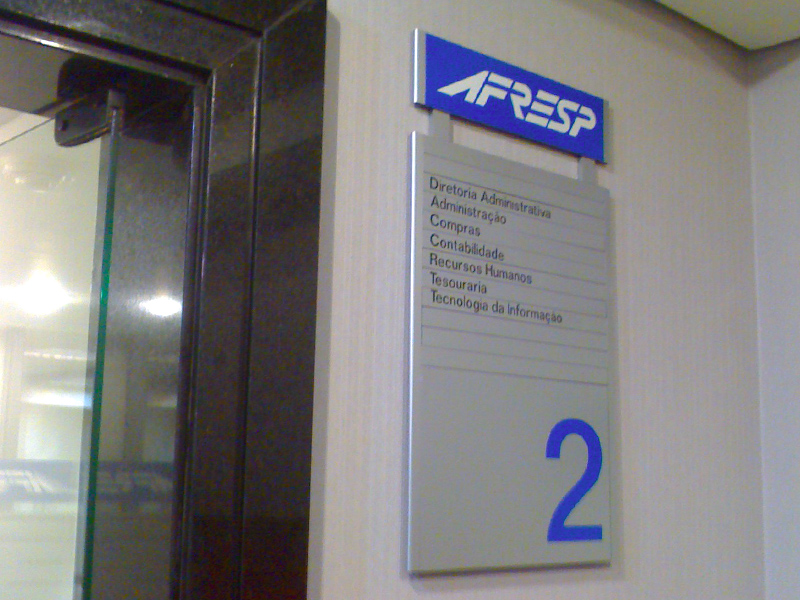 AFRESP
Diretoria Administrativa
Administração
Compras
Contabilidade
Recursos Humanos
Tesouraria
Tecnologia da Informação
2